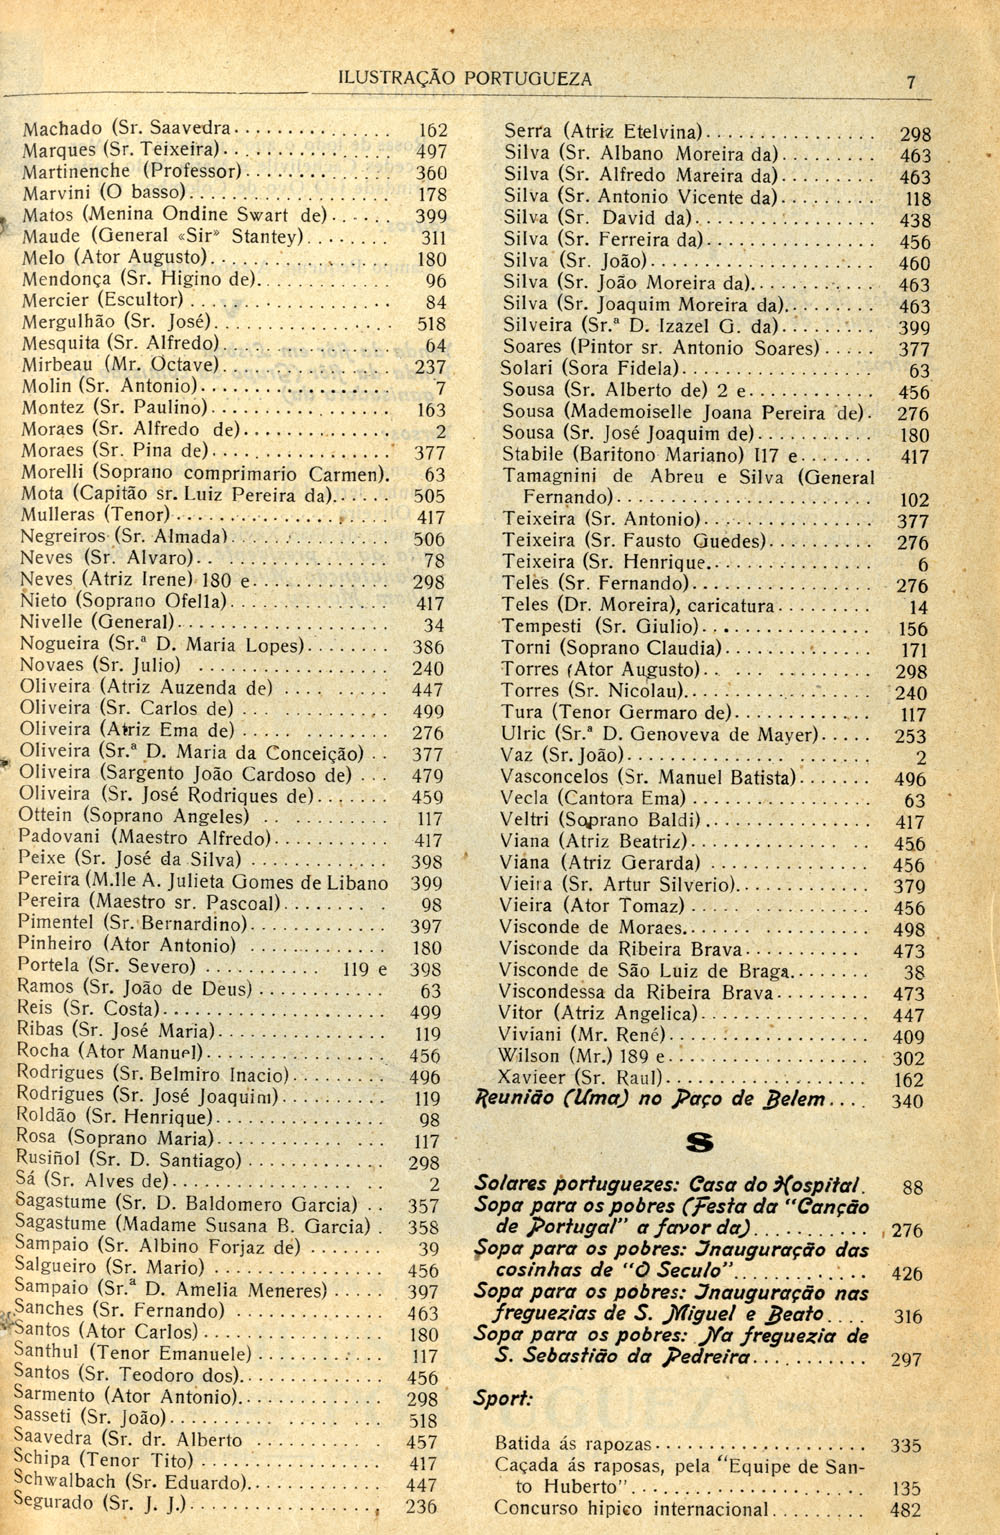 ILUSTRAÇÃO PORTUGUEZA 7
Machado (Sr. Saavedra. . . . . . . . . . . . . . 162
Marques (Sr. Teixeira). . . . . . . . . . . . . . . 497
Martinenche (Professor). . . . . . . . . . . . . 360
Marvini (O basso). . . . . . . . . . . . . . . . . . 178
Matos (Menina Ondine Swart de). . . . . . 399
Maude (General «Sir» Stantey). . . . . . . . 311
Melo (Ator Augusto). . . . . . . . . . . . . . . . 180
Mendonça (Sr. Higino de). . . . . . . . . . . . 96
Mercier (Escultor) . . . . . . . . . . . . . . . . . 84
Mergulhão (Sr. José). . . . . . . . . . . . . . . . 518
Mesquita (Sr. Alfredo). . . . . . . . . . . . . . . 64
Mirbeau (Mr. Octave). . . . . . . . . . . . . . . 237
Molin (Sr. Antonio). . . . . . . . . . . . . . . . . 7
Montez (Sr. Paulino). . . . . . . . . . . . . . . . 163
Moraes (Sr. Alfredo de). . . . . . . . . . . . . 2
Moraes (Sr. Pina de). . . . . . . . . . . . . . . . 377
Morelli (Soprano comprimario Carmen). 63
Mota (Capitão sr. Luiz Pereira da). . . . . . 505
Mulleras (Tenor) . . . . . . . . . . . . . . . . . . 417
Negreiros (Sr. Almada). . . . . . . . . . . . . . 506
Neves (Sr. Alvaro). . . . . . . . . . . . . . . . . 78
Neves (Atriz Irene) 180 e. . . . . . . . . . . . 298
Nieto (Soprano Ofella). . . . . . . . . . . . . . 417
Nivelle (General). . . . . . . . . . . . . . . . . . . 34
Nogueira (Sr.ª D. Maria Lopes). . . . . . . . 386
Novaes (Sr. Julio) . . . . . . . . . . . . . . . . . 240
Oliveira (Atriz Auzenda de) . . . . . . . . . 447
Oliveira (Sr. Carlos de) . . . . . . . . . . . . . 499
Oliveira (Atriz Ema de) . . . . . . . . . . . . . 276
Oliveira (Sr.ª D. Maria da Conceição) . . 377
Oliveira (Sargento João Cardoso de) . . . 479
Oliveira (Sr. José Rodriques de). . . . . . . 459
Ottein (Soprano Angeles) . . . . . . . . . . . 117
Padovani (Maestro Alfredo). . . . . . . . . . . 417
Peixe (Sr. José da Silva) . . . . . . . . . . . . 398
Pereira (M.lle A. Julieta Gomes de Libano 399
Pereira (Maestro sr. Pascoal). . . . . . . . . . 98
Pimentel (Sr. Bernardino). . . . . . . . . . . . . 397
Pinheiro (Ator Antonio) . . . . . . . . . . . . 180
Portela (Sr. Severo) . . . . . . . . . . . 119 e 398
Ramos (Sr. João de Deus) . . . . . . . . . . . 63
Reis (Sr. Costa). . . . . . . . . . . . . . . . . . . . 499
Ribas (Sr. José Maria). . . . . . . . . . . . . . . 119
Rocha (Ator Manuel). . . . . . . . . . . . . . . . 456
Rodrigues (Sr. Belmiro Inacio). . . . . . . . . 496
Rodrigues (Sr. José Joaquim). . . . . . . . . . 119
Roldão (Sr. Henrique). . . . . . . . . . . . . . . 98
Rosa (Soprano Maria). . . . . . . . . . . . . . . 117
Rusiñol (Sr. D. Santiago) . . . . . . . . . . . . 298
Sá (Sr. Alves de). . . . . . . . . . . . . . . . . . 2
Sagastume (Sr. D. Baldomero Garcia) . . 357
Sagastume (Madame Susana B. Garcia) . 358
Sampaio (Sr. Albino Forjaz de) . . . . . . . 39
Salgueiro (Sr. Mario) . . . . . . . . . . . . . . . 456
Sampaio (Sr.ª D. Amelia Meneres) . . . . . 397
Sanches (Sr. Fernando) . . . . . . . . . . . . . 463
Santos (Ator Carlos). . . . . . . . . . . . . . . . 180
Santhul (Tenor Emanuele) . . . . . . . . . . . 117
Santos (Sr. Teodoro dos). . . . . . . . . . . . . 456
Sarmento (Ator Antonio). . . . . . . . . . . . . 298
Sasseti (Sr. João). . . . . . . . . . . . . . . . . . 518
Saavedra (Sr. dr. Alberto . . . . . . . . . . . 457
Schipa (Tenor Tito) . . . . . . . . . . . . . . . . 417
Schwalbach (Sr. Eduardo). . . . . . . . . . . . 447
Segurado (Sr. J. J.). . . . . . . . . . . . . . . . . 236
Serra (Atriz Etelvina). . . . . . . . . . . . . . . 298
Silva (Sr. Albano Moreira da). . . . . . . . . 463
Silva (Sr. Alfredo Mareira da). . . . . . . . . 463
Silva (Sr. Antonio Vicente da). . . . . . . . . 118
Silva (Sr. David da). . . . . . . . . . . . . . . . 438
Silva (Sr. Ferreira da). . . . . . . . . . . . . . . 456
Silva (Sr. João). . . . . . . . . . . . . . . . . . . . 460
Silva (Sr. João Moreira da). . . . . . . . . . . 463
Silva (Sr. Joaquim Moreira da). . . . . . . . 463
Silveira (Sr.ª D. Izazel G. da). . . . . . . . . 399
Soares (Pintor sr. Antonio Soares) . . . . . 377
Solari (Sora Fidela). . . . . . . . . . . . . . . . . 63
Sousa (Sr. Alberto de) 2 e. . . . . . . . . . . 456
Sousa (Mademoiselle Joana Pereira de). 276
Sousa (Sr. José Joaquim de). . . . . . . . . . 180
Stabile (Baritono Mariano) 117 e. . . . . . . 417
Tamagnini de Abreu e Silva (General
Fernando). . . . . . . . . . . . . . . . . . . . . . . 102
Teixeira (Sr. Antonio). . . . . . . . . . . . . . . 377
Teixeira (Sr. Fausto Guedes). . . . . . . . . . 276
Teixeira (Sr. Henrique. . . . . . . . . . . . . . . 6
Teles (Sr. Fernando). . . . . . . . . . . . . . . . 276
Teles (Dr. Moreira), caricatura. . . . . . . . . 14
Tempesti (Sr. Giulio). . . . . . . . . . . . . . . . 156
Torni (Soprano Claudia). . . . . . . . . . . . . 171
Torres (Ator Augusto). . . . . . . . . . . . . . . 298
Torres (Sr. Nicolau). . . . . . . . . . . . . . . . . 240
Tura (Tenor Germaro de). . . . . . . . . . . . . 117
Ulric (Sr.ª D. Genoveva de Mayer). . . . . 253
Vaz (Sr. João). . . . . . . . . . . . . . . . . . . . . 2
Vasconcelos (Sr. Manuel Batista). . . . . . . 496
Vecla (Cantora Ema) . . . . . . . . . . . . . . . 63
Veltri (Soprano Baldi) . . . . . . . . . . . . . . . 417
Viana (Atriz Beatriz). . . . . . . . . . . . . . . . 456
Viana (Atriz Gerarda) . . . . . . . . . . . . . . 456
Vieira (Sr. Artur Silverio). . . . . . . . . . . . . 379
Vieira (Ator Tomaz) . . . . . . . . . . . . . . . . 456
Visconde de Moraes. . . . . . . . . . . . . . . . 498
Visconde da Ribeira Brava. . . . . . . . . . . 473
Visconde de São Luiz de Braga. . . . . . . . 38
Viscondessa da Ribeira Brava. . . . . . . . . 473
Vitor (Atriz Angelica). . . . . . . . . . . . . . . . 447
Viviani (Mr. René). . . . . . . . . . . . . . . . . . 409
Wilson (Mr.) 189 e. . . . . . . . . . . . . . . . . 302
Xavieer (Sr. Raul). . . . . . . . . . . . . . . . . . 162
Reunião (Uma) no Paço de Belem . . . . 340
S
Solares portuguezes: Casa do Hospital. 88
Sopa para os pobres (Festa da "Canção
de Portugal" a favor da). . . . . . . . . . . 276
Sopa para os pobres: Inauguração das
cosinhas de "O Seculo". . . . . . . . . . . . 426
Sopa para os pobres: Inauguração nas
freguezias de S. Miguel e Beato. . . . 316
Sopa para os pobres: Na freguezia de
S. Sebastião da Pedreira. . . . . . . . . . . 297
Sport:
Batida ás rapozas. . . . . . . . . . . . . . . . . . . 335
Caçada ás raposas, pela "Equipe de San-
to Huberto". . . . . . . . . . . . . . . . . . . . . . 135
Concurso hipico internacional. . . . . . . . . 482